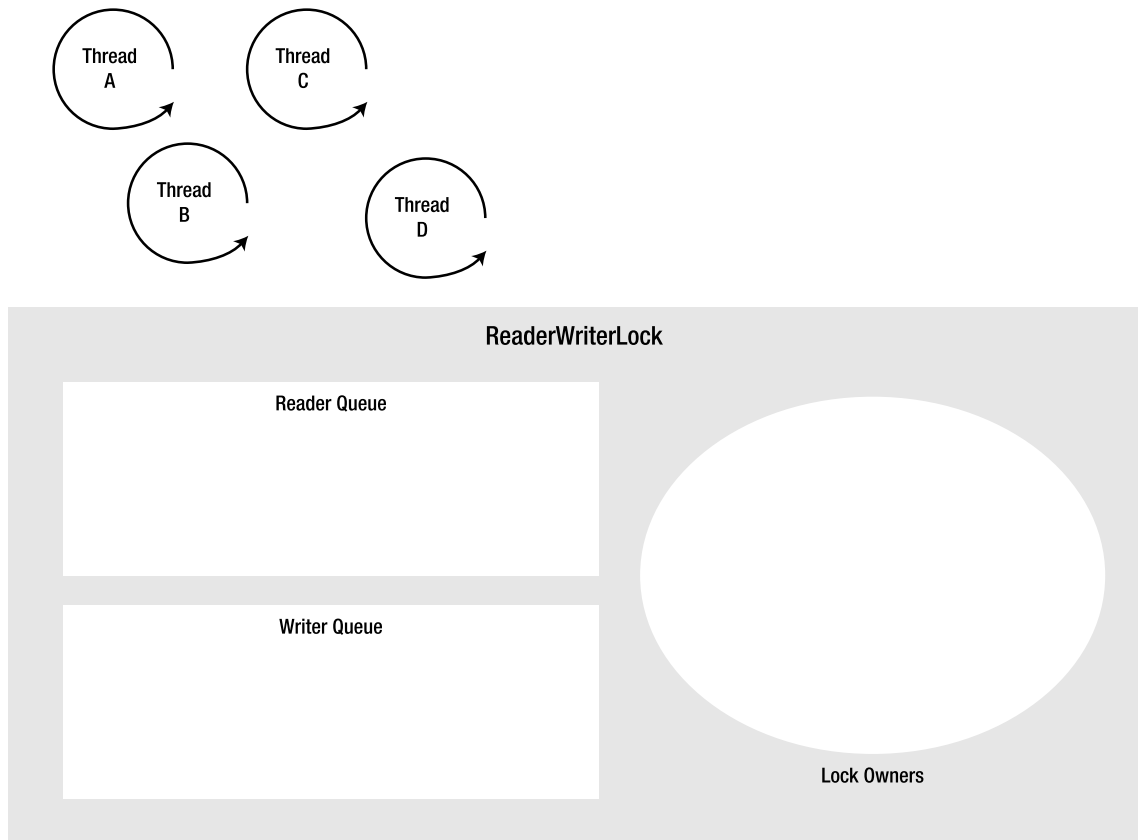 Thread
A
Thread
C
Thread
B
Thread
D
ReaderWriterLock
Reader Queue
Writer Queue
Lock Owners